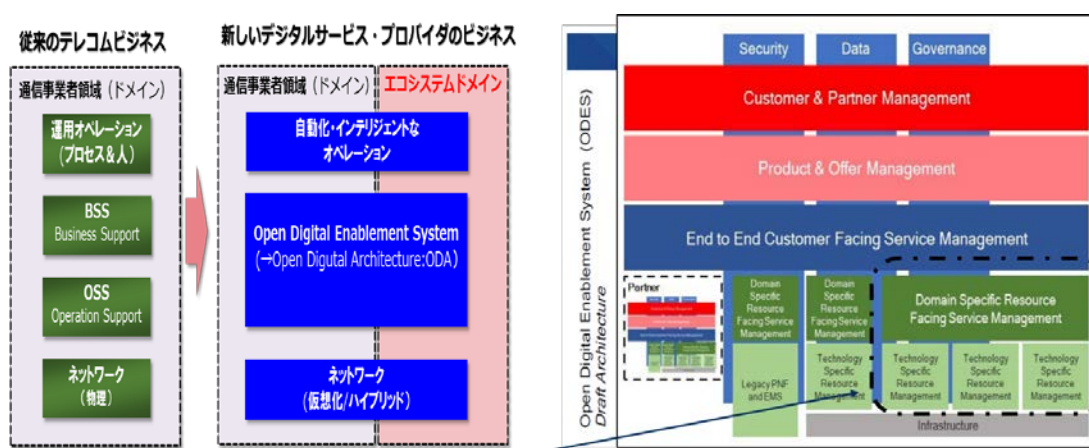 従来のテレコムビジネス
通信事業者領域（ドメイン）
運用オペレーション
(プロセス&人)
BSS
Business Support
OSS
Operation Support
ネットワーク
(物理)
新しいデジタルサービス・プロバイダのビジネス
通信事業者領域（ドメイン）
エコシステムドメイン
自動化・インテリジェントな
オペレーション
Open Digital Enablement System
(→Open Digutal Architecture:ODA)
ネットワーク
(仮想化/ハイブリッド)
Open Digital Enablement System (ODES)
Draft Architecture
Security
Data
Governance
Customer & Partner Management
Product & Offer Management
End to End Customer Facing Service Management
Partner
Domain
Specific
Resource
Facing Service
Management
Domain
Specific
Resource
Facing Service
Management
Domain Specific Resource
Facing Service Management
Legacy PNF
and EMS
Technology
Specific
Resource
Management
Technology
Specific
Resource
Management
Technology
Specific
Resource
Management
Technology
Specific
Resource
Management
Infrastructure